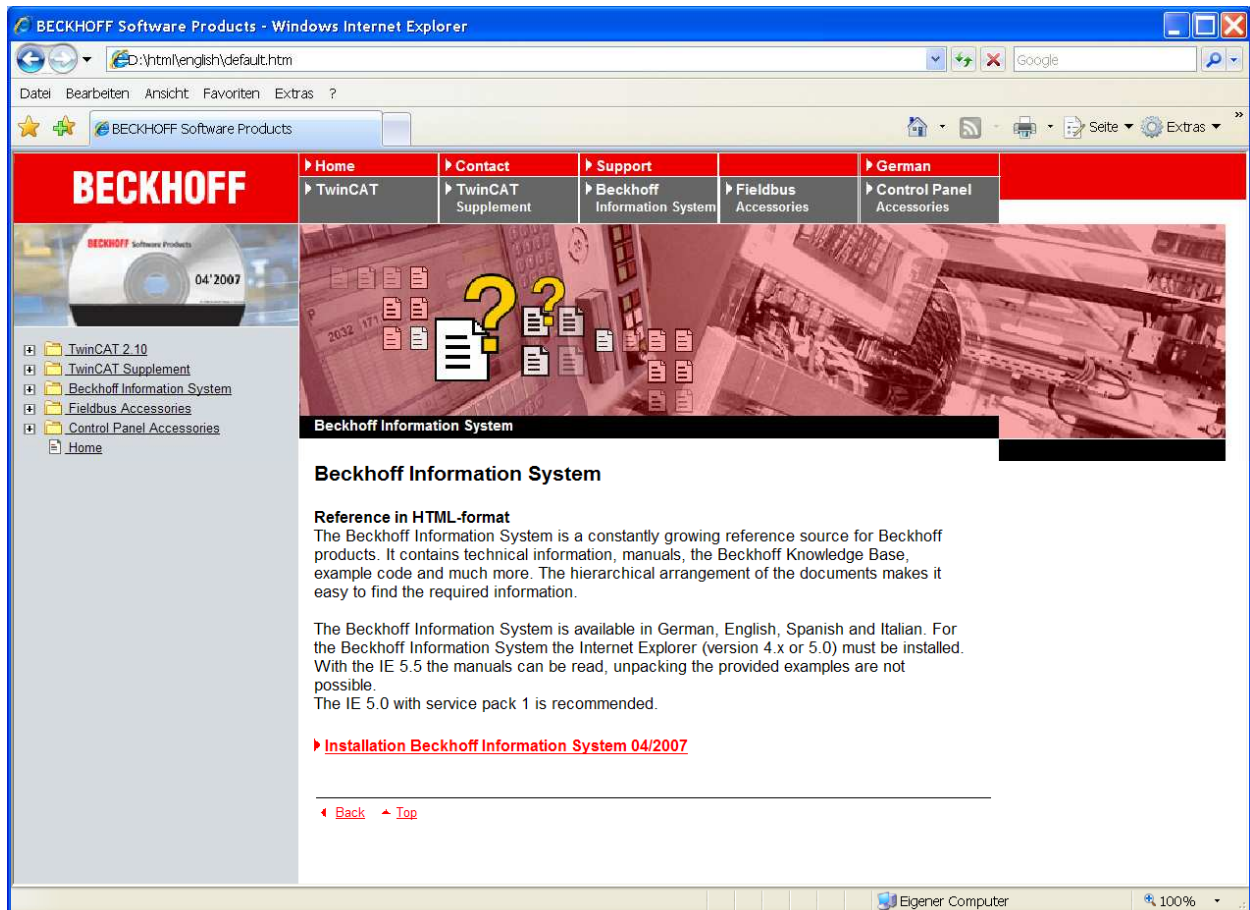 BECKHOFF Software Products - Windows Internet Explorer
D:\html\english\default.htm
Google
Datei Bearbeiten Ansicht Favoriten Extras ?
BECKHOFF Software Products
Seite
Extras
»
BECKHOFF
Home
Contact
Support
German
TwinCAT
TwinCAT
Supplement
Beckhoff
Information System
Fieldbus
Accessories
Control Panel
Accessories
BECKHOFF Software Products
04'2007
TwinCAT 2.10
TwinCAT Supplement
Beckhoff Information System
Fieldbus Accessories
Control Panel Accessories
Home
P
2032 171
Beckhoff Information System
Beckhoff Information System
Reference in HTML-format
The Beckhoff Information System is a constantly growing reference source for Beckhoff
products. It contains technical information, manuals, the Beckhoff Knowledge Base,
example code and much more. The hierarchical arrangement of the documents makes it
easy to find the required information.
The Beckhoff Information System is available in German, English, Spanish and Italian. For
the Beckhoff Information System the Internet Explorer (version 4.x or 5.0) must be installed.
With the IE 5.5 the manuals can be read, unpacking the provided examples are not
possible.
The IE 5.0 with service pack 1 is recommended.
Installation Beckhoff Information System 04/2007
Back Top
Eigener Computer
100%